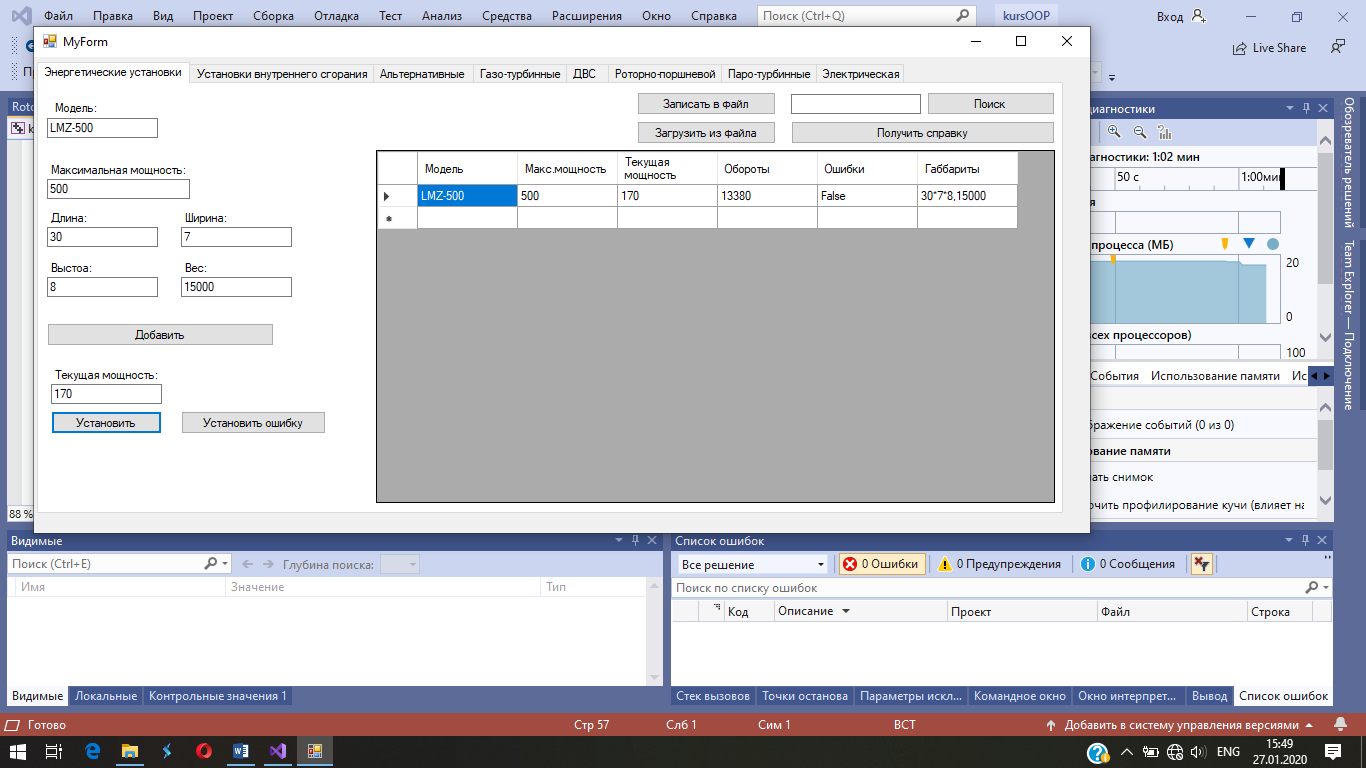 Файл Правка Вид Проект Сборка Отладка Тест Анализ Средства Расширения Окно Справка Поиск (Ctrl+Q) kursOOP Вход
Live Share
MyForm
Энергетические установки Установки внутреннего сгорания Альтернативные Газо-турбинные ДВС Роторно-поршневой Паро-турбинные Электрическая
Модель:
LMZ-500
Записать в файл Поиск
Загрузить из файла Получить справку
Максимальная мощность:
500
Длина: Ширина:
30 7
Выстоа: Вес:
8 15000
Добавить
Текущая мощность:
170
Установить Установить ошибку
Модель Макс.мощность Текущая мощность Обороты Ошибки Габбариты
LMZ-500 500 170 13380 False 30*7*8,15000
диагностики
агностики: 1:02 мин
50 с 1:00мин
я
процесса (МБ)
20
0
сех процессоров)
100
События Использование памяти Ис
бражение событий (0 из 0)
ование памяти
ать снимок
очить профилирование кучи (влияет на
Обозреватель решений
Team Explorer — Подключение
88 %
Видимые
Поиск (Ctrl+E) Глубина поиска:
Имя Значение Тип
Видимые Локальные Контрольные значения 1
Список ошибок
Все решение 0 Ошибки 0 Предупреждения 0 Сообщения
Поиск по списку ошибок
Код Описание Проект Файл Строка
Стек вызовов Точки останова Параметры искл... Командное окно Окно интерпрет... Вывод Список ошибок
Готово Стр 57 Слб 1 Сим 1 ВСТ Добавить в систему управления версиями
ENG 15:49
27.01.2020